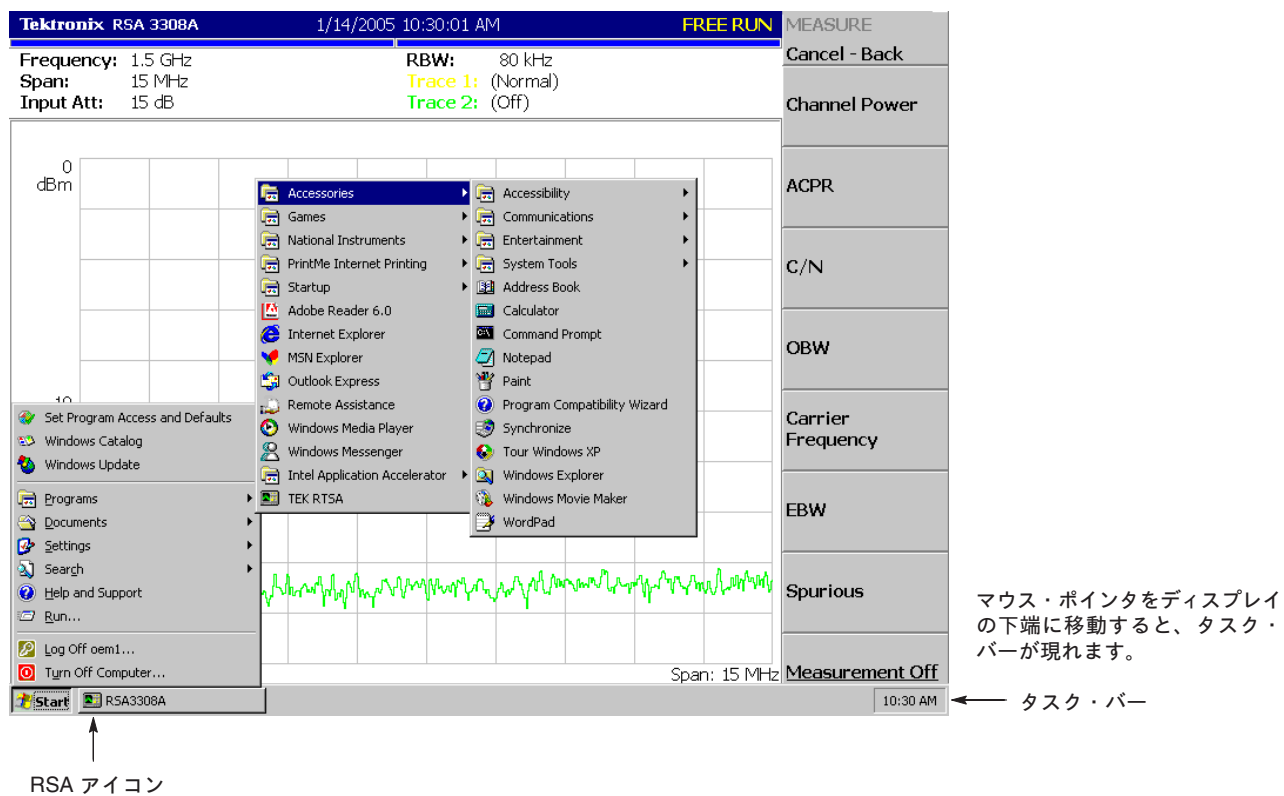 Tektronix RSA 3308A 1/14/2005 10:30:01 AM FREE RUN
Frequency: 1.5 GHz RBW: 80 kHz
Span: 15 MHz Trace 1: (Normal)
Input Att: 15 dB Trace 2: (Off)
MEASURE
Cancel - Back
Channel Power
ACPR
C/N
OBW
Carrier
Frequency
EBW
Spurious
Measurement Off
0
dBm
10
Accessories
Games
National Instruments
PrintMe Internet Printing
Startup
Adobe Reader 6.0
Internet Explorer
MSN Explorer
Outlook Express
Remote Assistance
Windows Media Player
Windows Messenger
Intel Application Accelerator
TEK RTSA
Accessibility
Communications
Entertainment
System Tools
Address Book
Calculator
Command Prompt
Notepad
Paint
Program Compatibility Wizard
Synchronize
Tour Windows XP
Windows Explorer
Windows Movie Maker
WordPad
Set Program Access and Defaults
Windows Catalog
Windows Update
Programs
Documents
Settings
Search
Help and Support
Run...
Log Off oem1...
Turn Off Computer...
Span: 15 MHz
Start RSA3308A 10:30 AM
マウス・ポインタをディスプレイ
の下端に移動すると、タスク・
バーが現れます。
タスク・バー
RSA アイコン